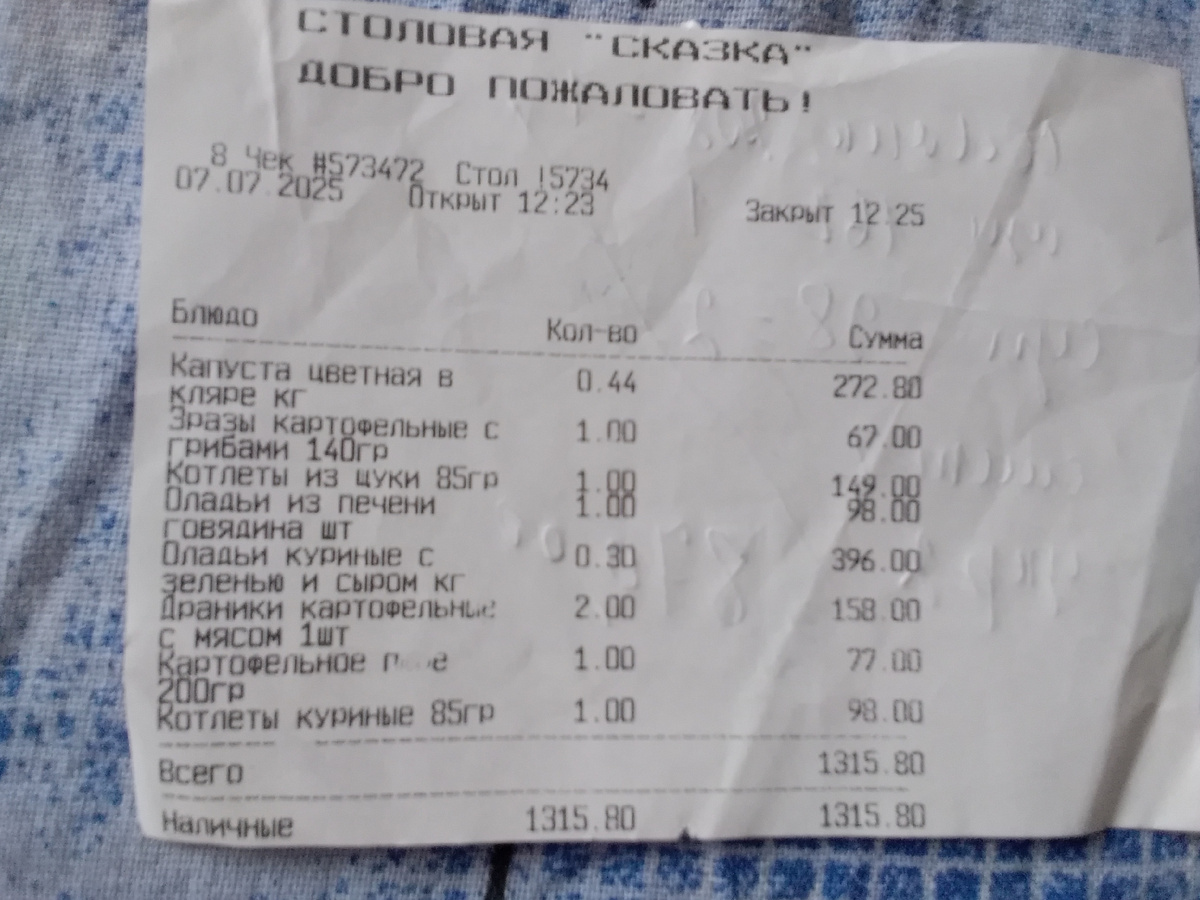 СТОЛОВАЯ "СКАЗКА"
ДОБРО ПОЖАЛОВАТЬ!
8 Чек #573472 Стол !5734
07.07.2025 Открыт 12:23 Закрыт 12:25
Блюдо Кол-во Сумма
Капуста цветная в 0.44 272.80
кляре кг
Зразы картофельные с 1.00 67.00
грибами 140гр
Котлеты из щуки 85гр 1.00 149.00
Оладьи из печени 1.00 98.00
говядина шт
Оладьи куриные с 0.30 396.00
зеленью и сыром кг
Драники картофельные 2.00 158.00
с мясом 1шт
Картофельное 1.00 77.00
200гр
Котлеты куриные 85гр 1.00 98.00
Всего 1315.80
Наличные 1315.80 1315.80